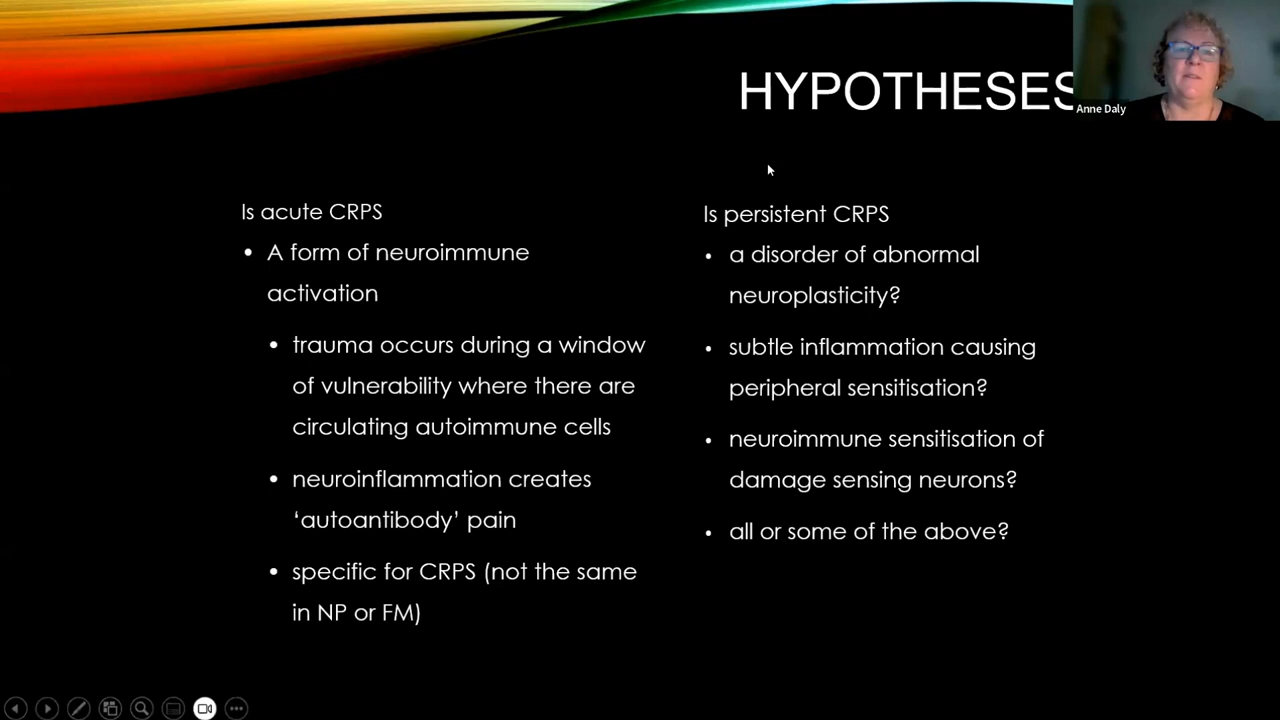 HYPOTHESES
Anne Daly
Is acute CRPS
• A form of neuroimmune
activation
• trauma occurs during a window
of vulnerability where there are
circulating autoimmune cells
• neuroinflammation creates
‘autoantibody’ pain
• specific for CRPS (not the same
in NP or FM)
Is persistent CRPS
• a disorder of abnormal
neuroplasticity?
• subtle inflammation causing
peripheral sensitisation?
• neuroimmune sensitisation of
damage sensing neurons?
• all or some of the above?